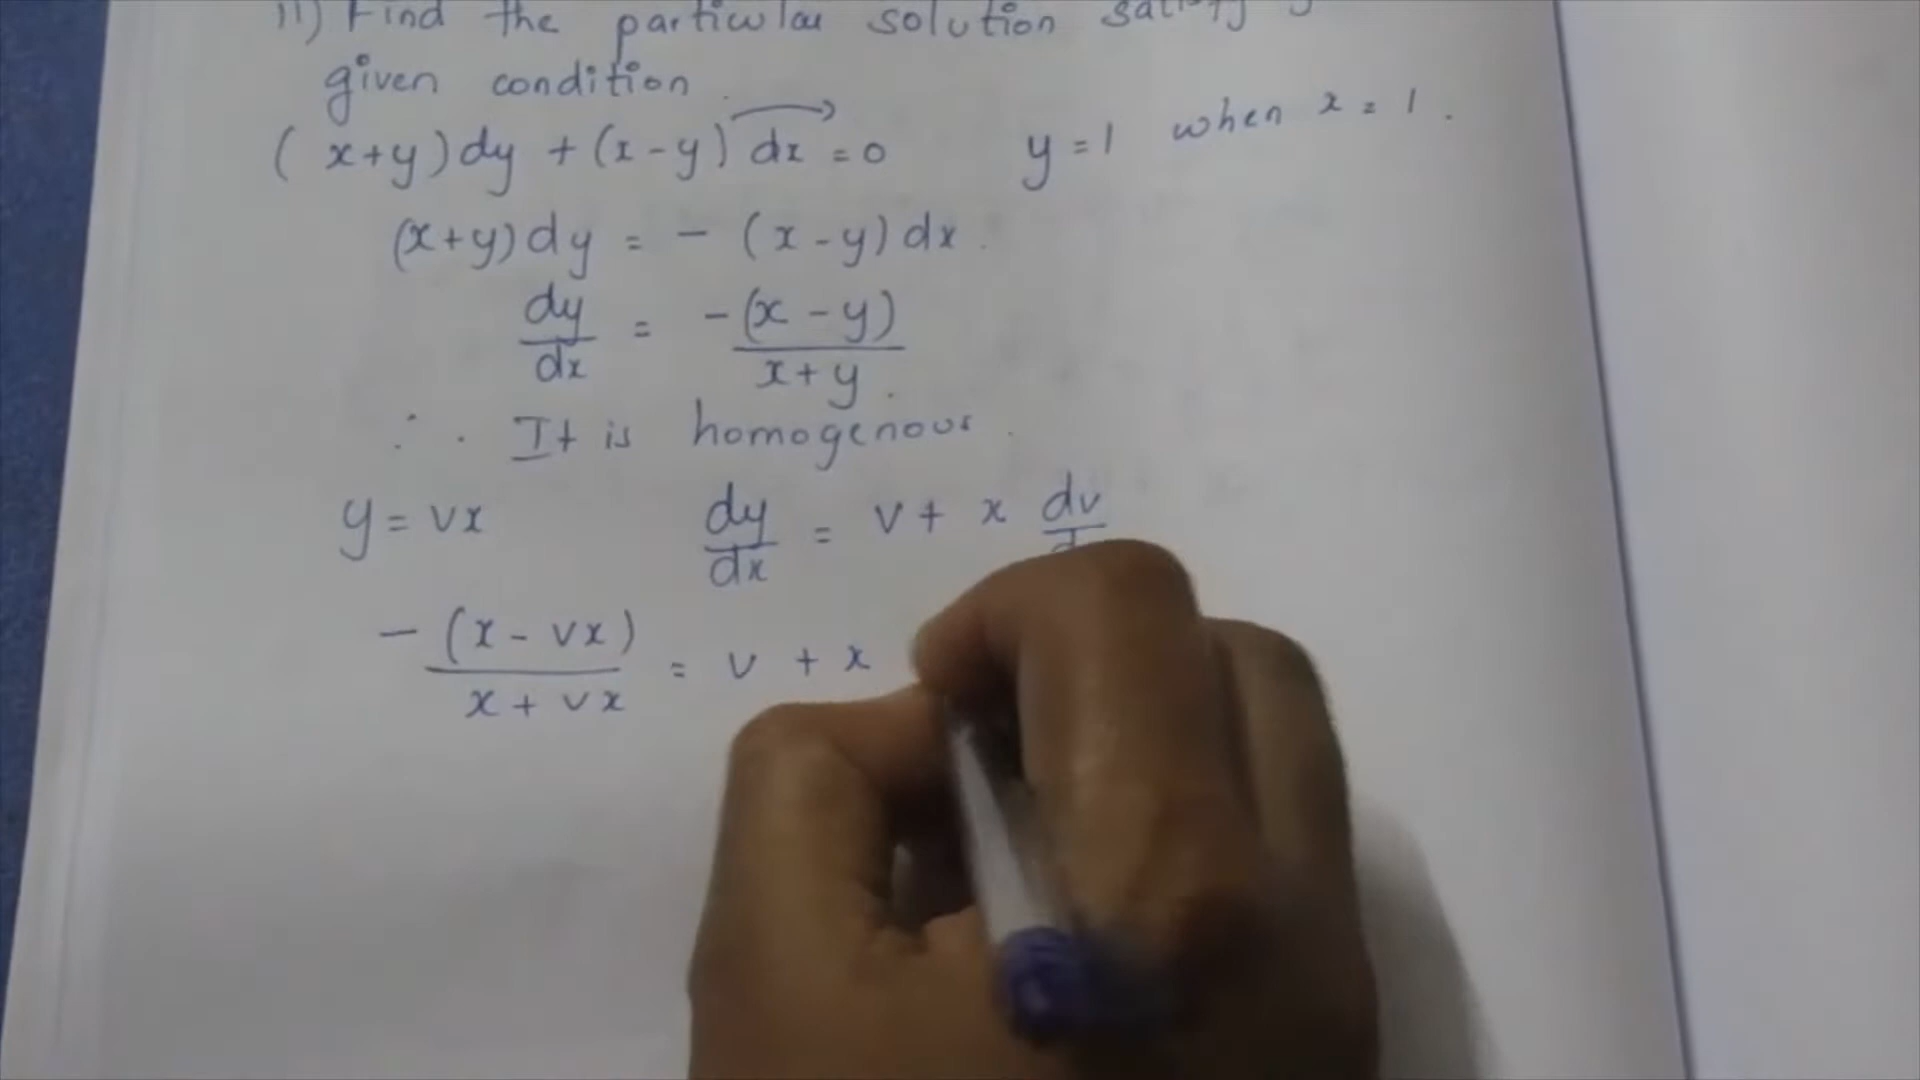 11) Find the particular solution
given condition.
(x+y)dy + (x-y)dx = 0 y = 1 when x = 1.
(x+y)dy = - (x-y)dx.
dy/dx = -(x-y)/x+y.
∴ It is homogenous.
y = vx dy/dx = v + x dv
-(x-vx)/x+vx = v + x